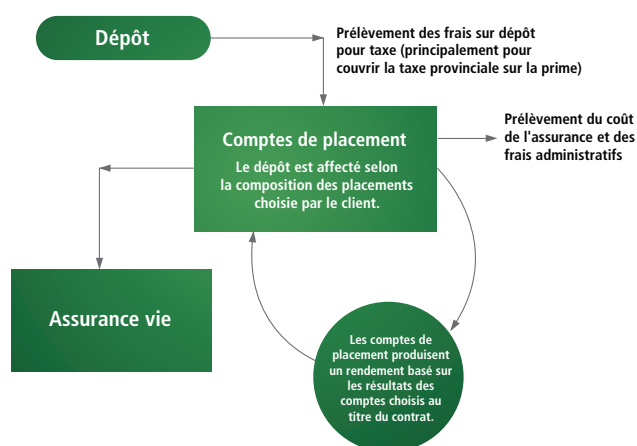 Dépôt
Prélèvement des frais sur dépôt
pour taxe (principalement pour
couvrir la taxe provinciale sur la prime)
Comptes de placement
Le dépôt est affecté selon
la composition des placements
choisie par le client.
Prélèvement du coût
de l'assurance et des
frais administratifs
Assurance vie
Les comptes de
placement produisent
un rendement basé sur
les résultats des
comptes choisis au
titre du contrat.